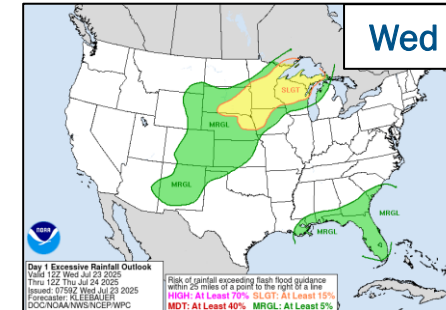 Wed
SLGT
MRGL
MRGL
MRGL
MRGL
NOAA
Day 1 Excessive Rainfall Outlook
Valid 12Z Wed Jul 23 2025
Thru 12Z Thu Jul 24 2025
Issued: 0759Z Wed Jul 23 2025
Forecaster: KLEEBAUER
DOC/NOAA/NWS/NCEP/WPC
Risk of rainfall exceeding flash flood guidance
within 25 miles of a point to the right of a line
HIGH: At Least 70% SLGT: At Least 15%
MDT: At Least 40% MRGL: At Least 5%